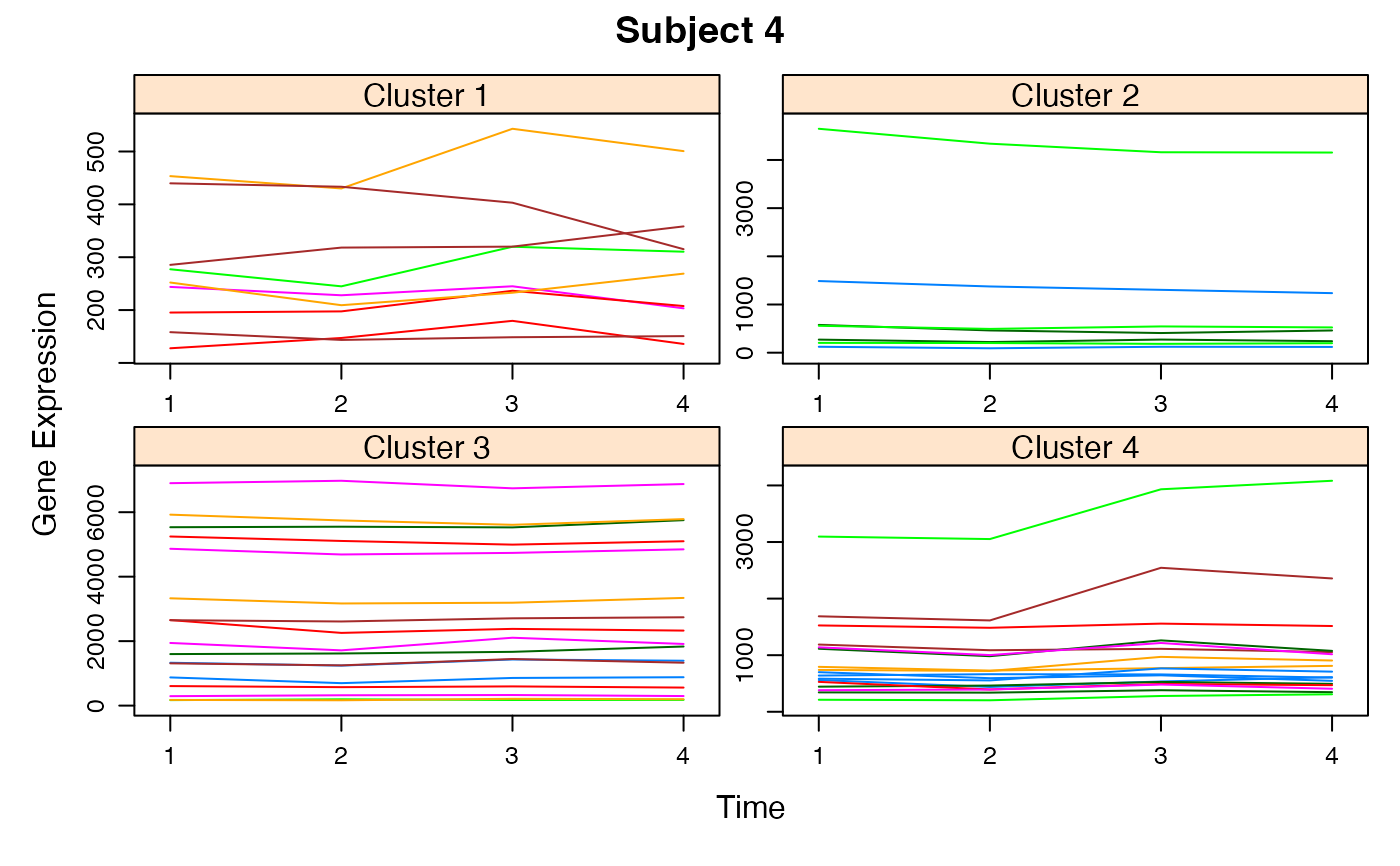 Subject 4
Cluster 1
Cluster 2
500
400
300
200
3000
1000
0
1 2 3 4
1 2 3 4
Cluster 3
Cluster 4
6000
4000
2000
0
3000
1000
1 2 3 4
1 2 3 4
Gene Expression
Time